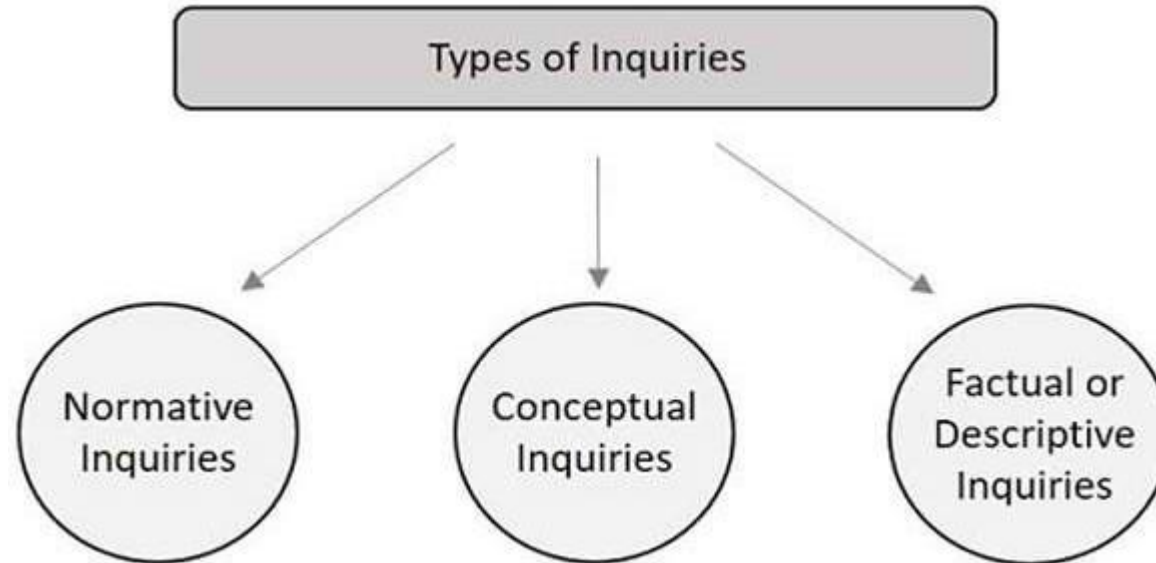 Types of Inquiries
Normative
Inquiries
Conceptual
Inquiries
Factual or
Descriptive
Inquiries